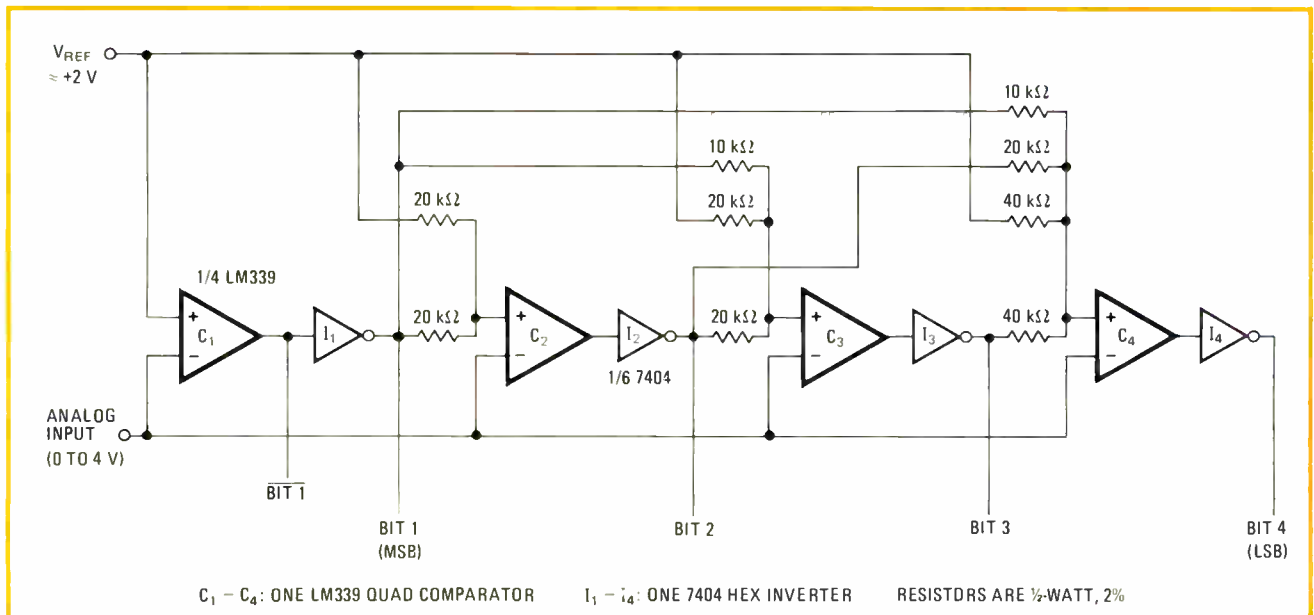 V_REF
≈ +2 V
10 kΩ
10 kΩ
20 kΩ
20 kΩ
20 kΩ
40 kΩ
1/4 LM339
+
−
C₁
I₁
20 kΩ
+
−
C₂
I₂
1/6 7404
20 kΩ
+
−
C₃
I₃
40 kΩ
+
−
C₄
I₄
ANALOG
INPUT
(0 TO 4 V)
BIT 1
BIT 1
(MSB)
BIT 2
BIT 3
BIT 4
(LSB)
C₁ – C₄: ONE LM339 QUAD COMPARATOR
I₁ – I₄: ONE 7404 HEX INVERTER
RESISTORS ARE ½-WATT, 2%